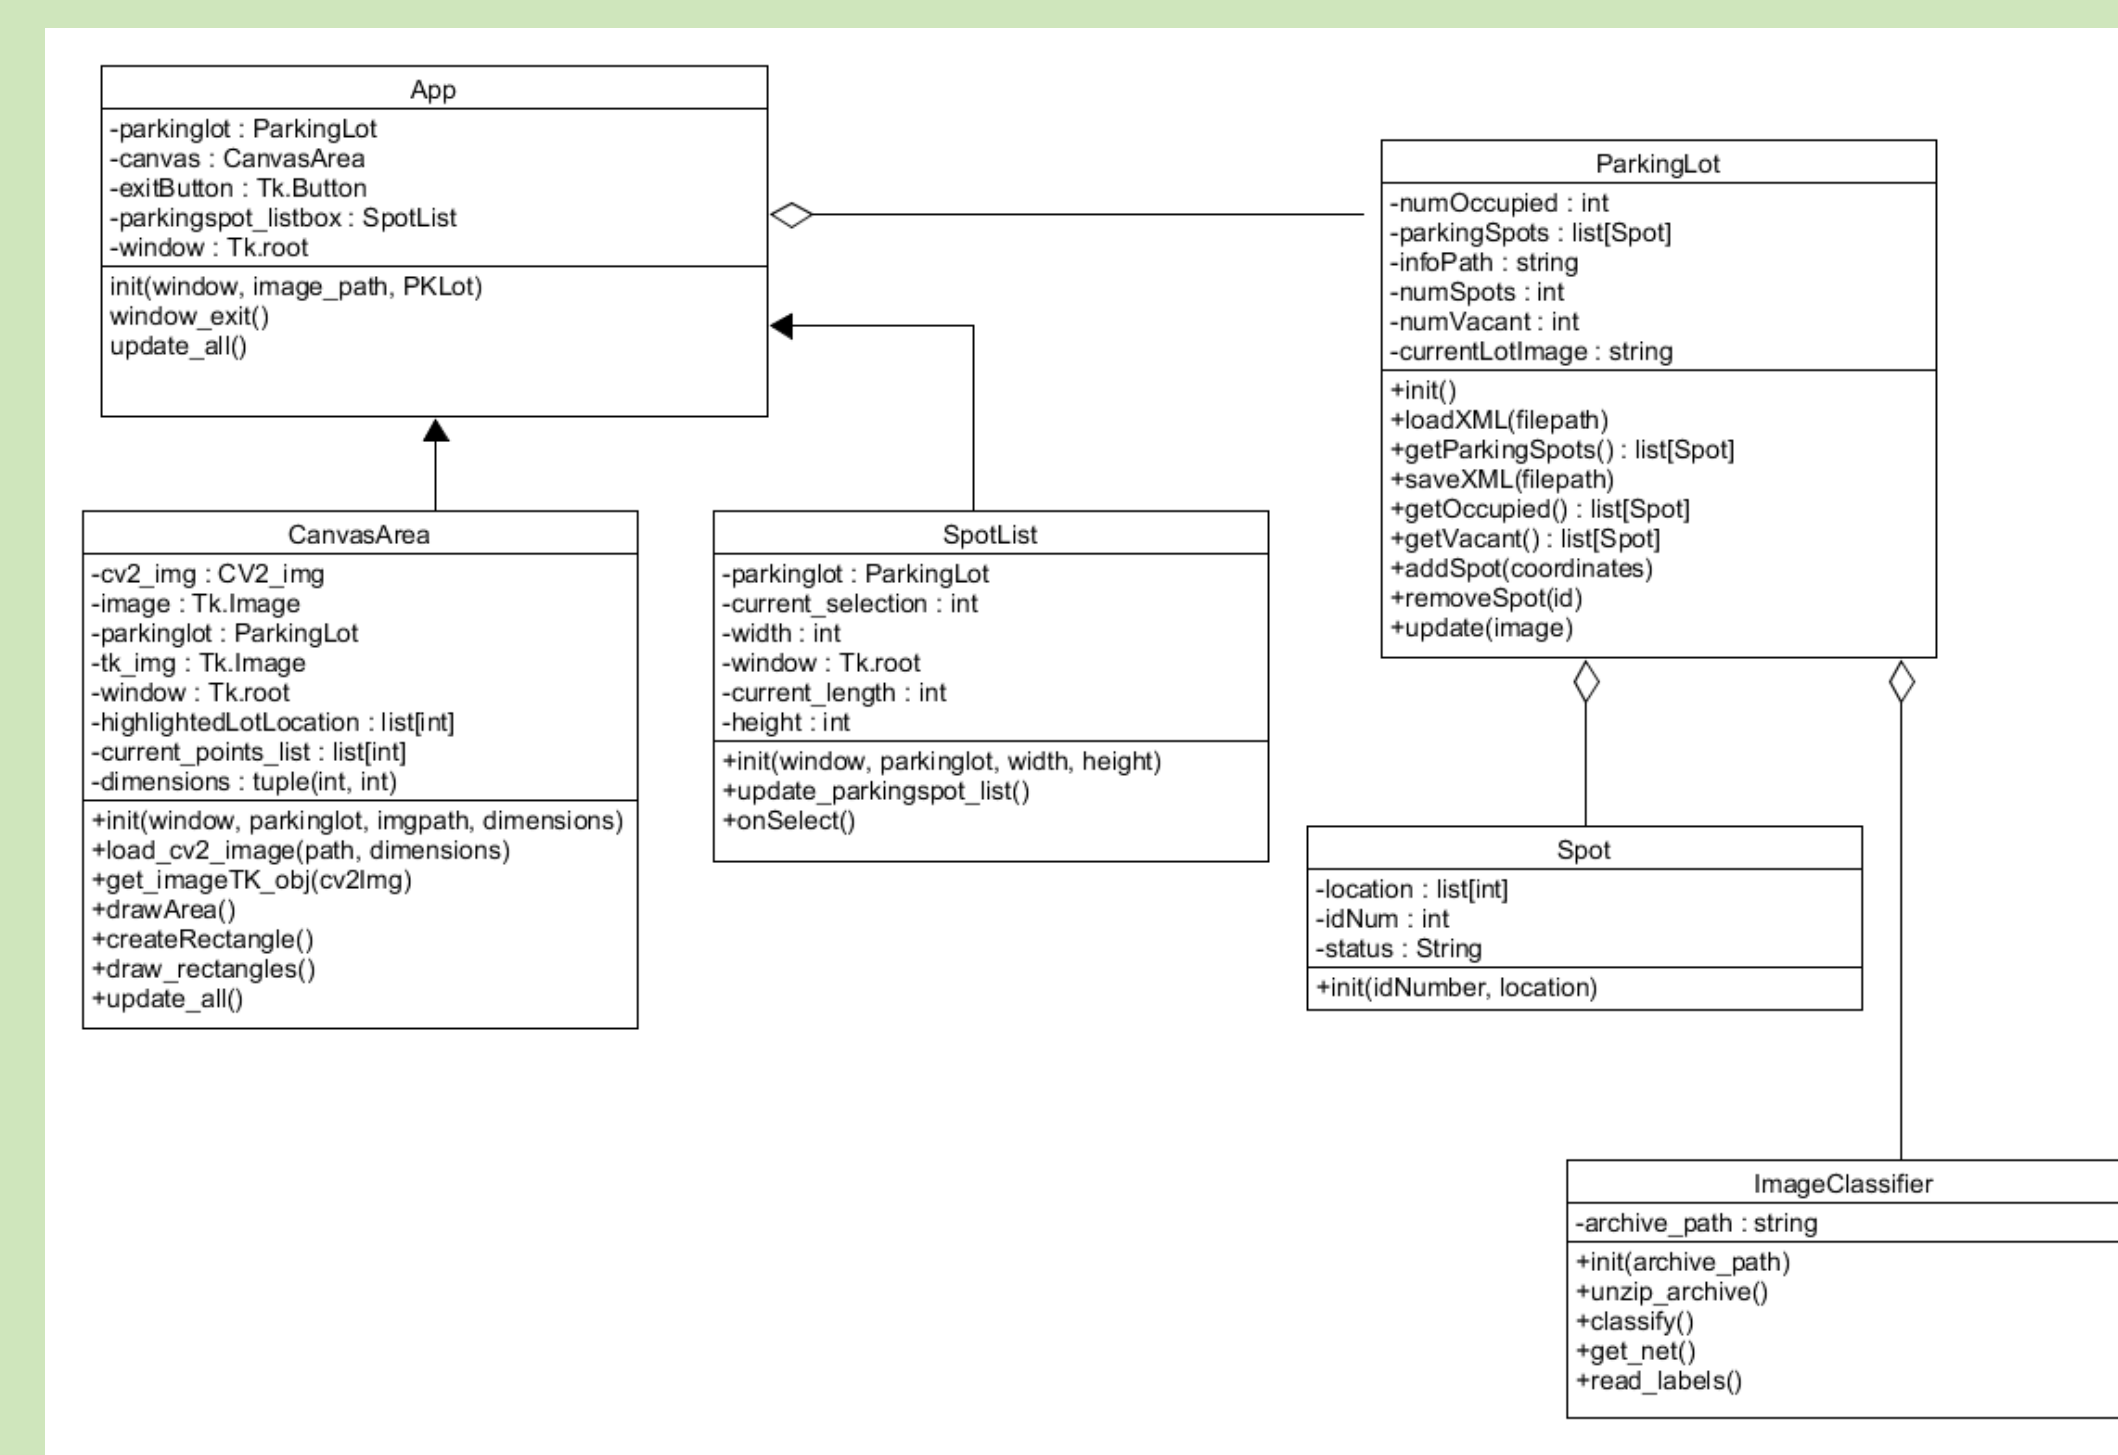 App
-parkinglot : ParkingLot
-canvas : CanvasArea
-exitButton : Tk.Button
-parkingspot_listbox : SpotList
-window : Tk.root
init(window, image_path, PKLot)
window_exit()
update_all()
ParkingLot
-numOccupied : int
-parkingSpots : list[Spot]
-infoPath : string
-numSpots : int
-numVacant : int
-currentLotImage : string
+init()
+loadXML(filepath)
+getParkingSpots() : list[Spot]
+saveXML(filepath)
+getOccupied() : list[Spot]
+getVacant() : list[Spot]
+addSpot(coordinates)
+removeSpot(id)
+update(image)
CanvasArea
-cv2_img : CV2_img
-image : Tk.Image
-parkinglot : ParkingLot
-tk_img : Tk.Image
-window : Tk.root
-highlightedLotLocation : list[int]
-current_points_list : list[int]
-dimensions : tuple(int, int)
+init(window, parkinglot, imgpath, dimensions)
+load_cv2_image(path, dimensions)
+get_imageTK_obj(cv2Img)
+drawArea()
+createRectangle()
+draw_rectangles()
+update_all()
SpotList
-parkinglot : ParkingLot
-current_selection : int
-width : int
-window : Tk.root
-current_length : int
-height : int
+init(window, parkinglot, width, height)
+update_parkingspot_list()
+onSelect()
Spot
-location : list[int]
-idNum : int
-status : String
+init(idNumber, location)
ImageClassifier
-archive_path : string
+init(archive_path)
+unzip_archive()
+classify()
+get_net()
+read_labels()